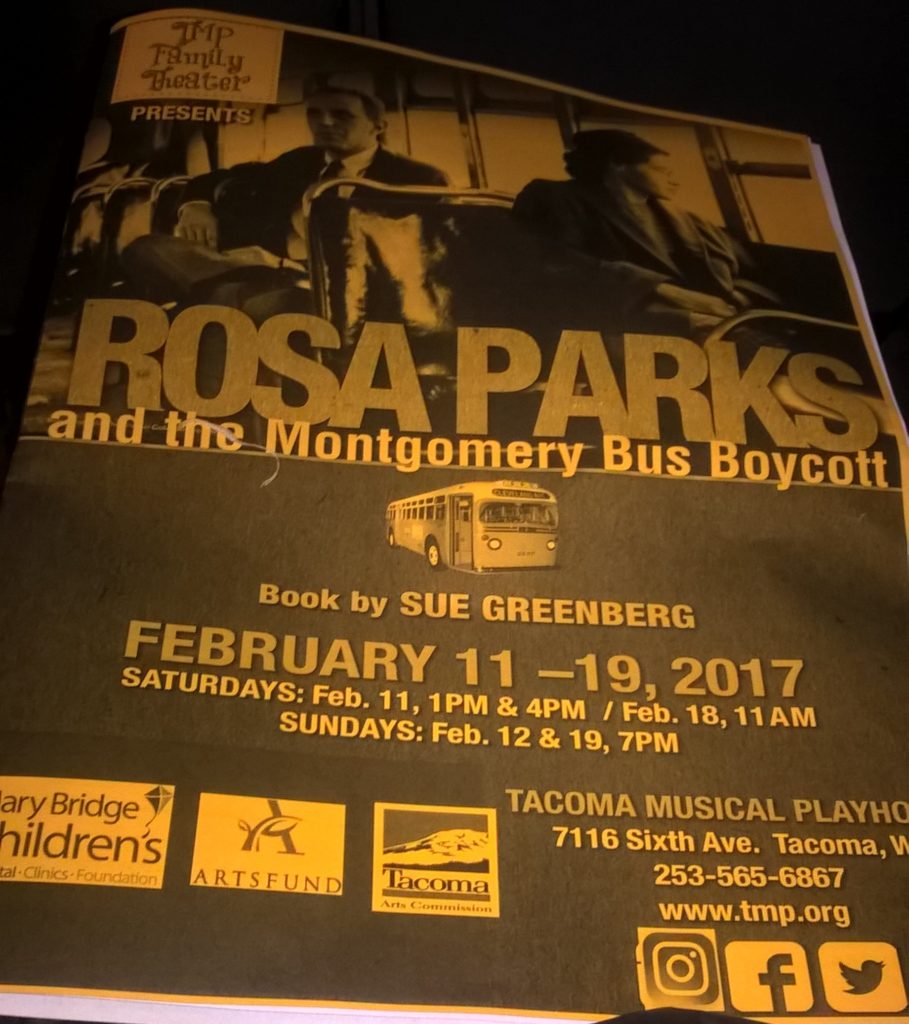 TMP
Family
Theater
PRESENTS
ROSA PARKS
and the Montgomery Bus Boycott
Book by SUE GREENBERG
FEBRUARY 11 –19, 2017
SATURDAYS: Feb. 11, 1PM & 4PM / Feb. 18, 11AM
SUNDAYS: Feb. 12 & 19, 7PM
ary Bridge
hildren's
tal · Clinics · Foundation
ARTSFUND
Tacoma
Arts Commission
TACOMA MUSICAL PLAYHO
7116 Sixth Ave. Tacoma, W
253-565-6867
www.tmp.org